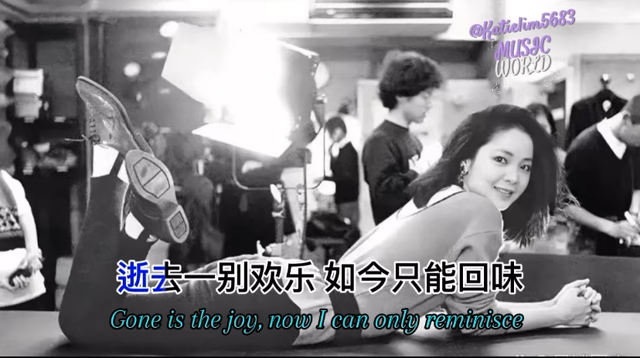 @Katielim5683
MUSIC
WORLD
逝去一别欢乐 如今只能回味
Gone is the joy, now I can only reminisce